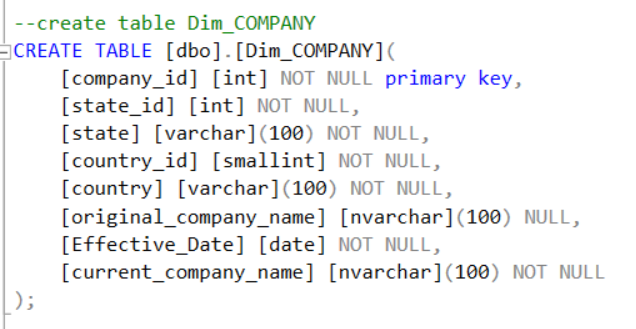 --create table Dim_COMPANY
CREATE TABLE [dbo].[Dim_COMPANY](
[company_id] [int] NOT NULL primary key,
[state_id] [int] NOT NULL,
[state] [varchar](100) NOT NULL,
[country_id] [smallint] NOT NULL,
[country] [varchar](100) NOT NULL,
[original_company_name] [nvarchar](100) NULL,
[Effective_Date] [date] NOT NULL,
[current_company_name] [nvarchar](100) NOT NULL
);